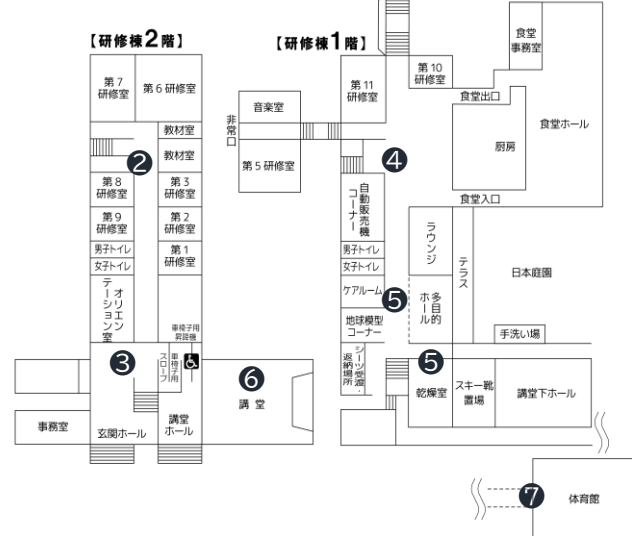 【研修棟2階】
【研修棟1階】
第7
研修室
第6研修室
教材室
教材室
2
第8
研修室
第3
研修室
第9
研修室
第2
研修室
男子トイレ
女子トイレ
第1
研修室
オリエン
テーション室
車椅子用
昇降機
3
車椅子用
スロープ
6
講堂
事務室
玄関ホール
講堂
ホール
音楽室
非常口
第5研修室
第11
研修室
第10
研修室
食堂
事務室
食堂出口
食堂ホール
厨房
4
食堂入口
自動販売機
コーナー
男子トイレ
女子トイレ
ラウンジ
テラス
日本庭園
ケアルーム
5
多目的
ホール
地球模型
コーナー
手洗い場
シーツ受渡・
返納場所
5
乾燥室
スキー靴
置場
講堂下ホール
7
体育館